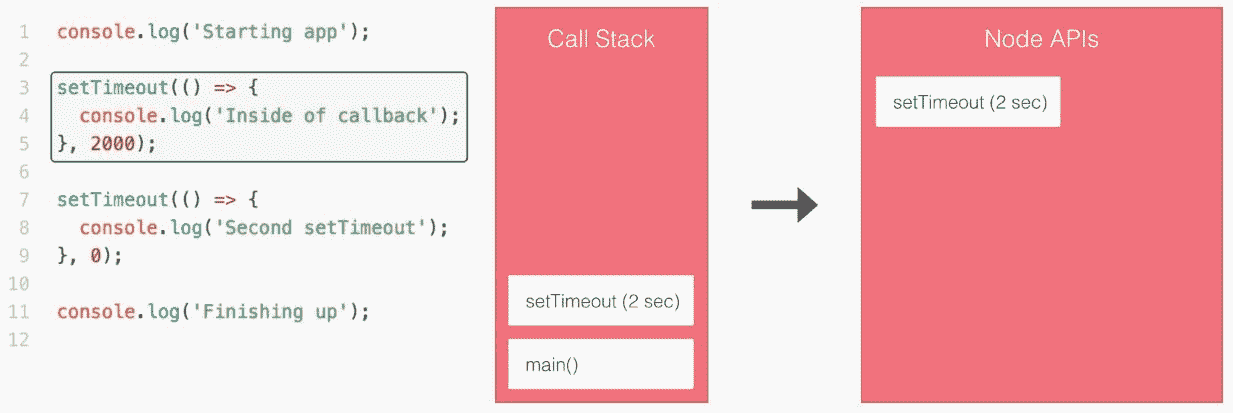 1 console.log('Starting app');
2
3 setTimeout(() => {
4   console.log('Inside of callback');
5 }, 2000);
6
7 setTimeout(() => {
8   console.log('Second setTimeout');
9 }, 0);
10
11 console.log('Finishing up');
12
Call Stack
setTimeout (2 sec)
main()
Node APIs
setTimeout (2 sec)